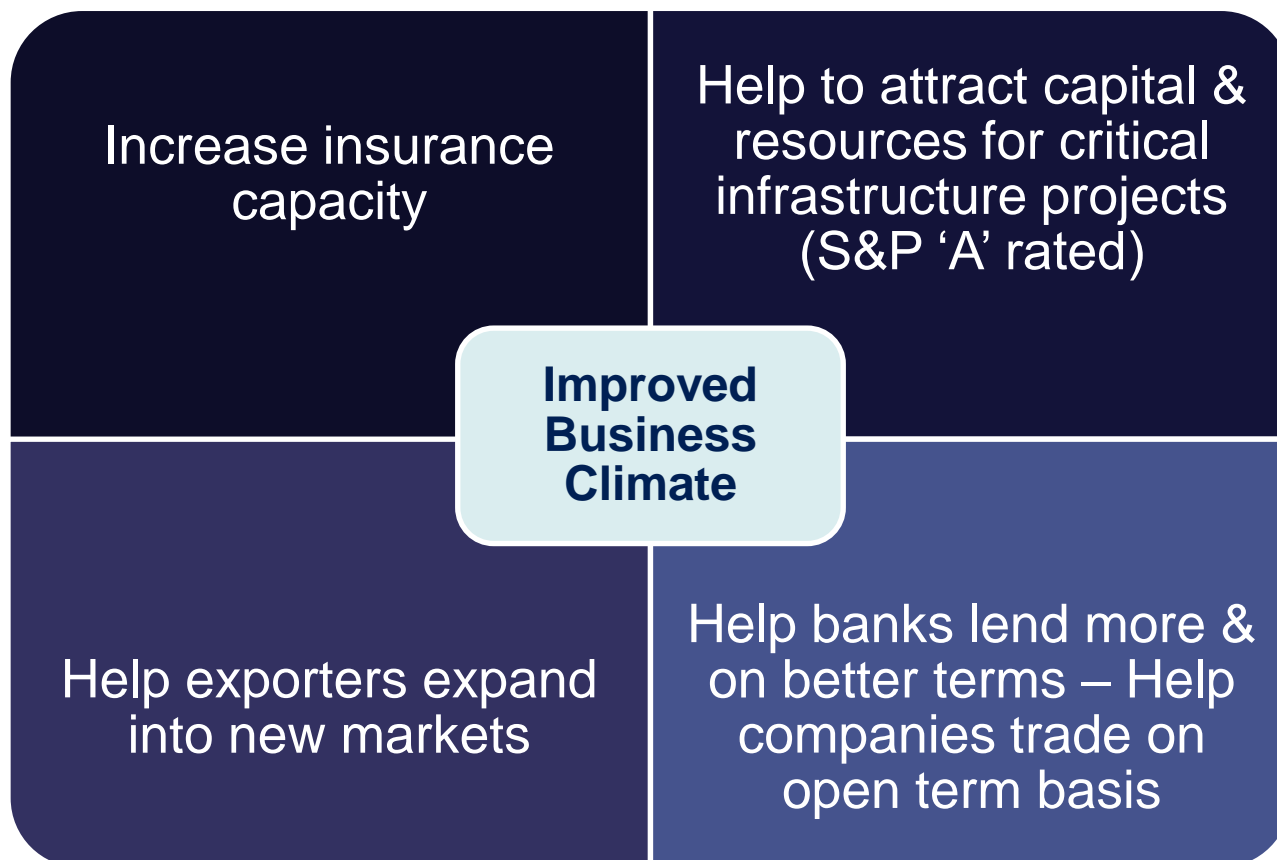 Increase insurance
capacity
Help to attract capital &
resources for critical
infrastructure projects
(S&P ‘A’ rated)
Improved
Business
Climate
Help exporters expand
into new markets
Help banks lend more &
on better terms – Help
companies trade on
open term basis